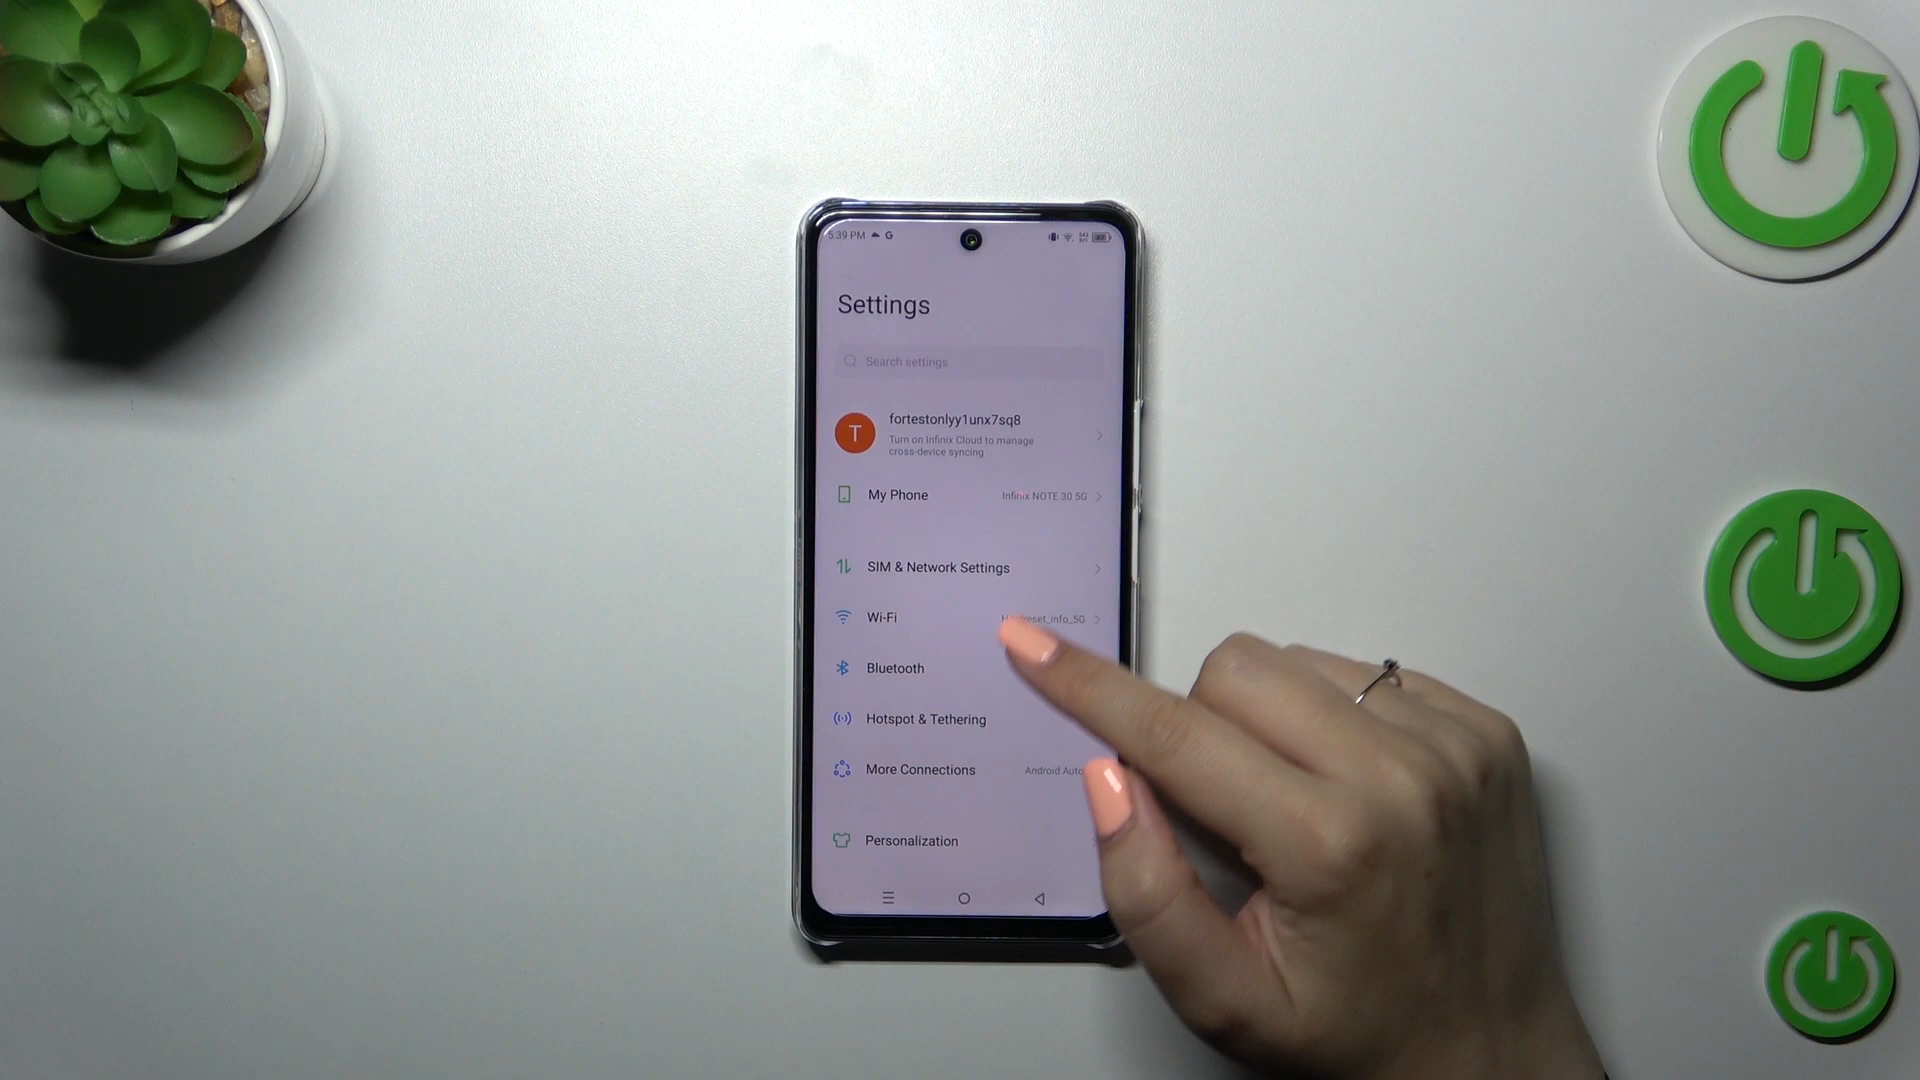 5:39 PM G
Settings
Search settings
T
fortestonlyy1unx7sq8
Turn on Infinix Cloud to manage
cross-device syncing
My Phone Infinix NOTE 30 5G
SIM & Network Settings
Wi-Fi
Bluetooth
Hotspot & Tethering
More Connections Android Auto
Personalization